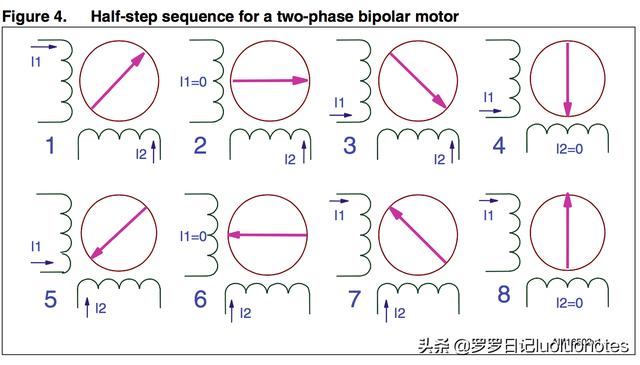 Figure 4. Half-step sequence for a two-phase bipolar motor
I1
1
I2
I1=0
2
I2
I1
3
I2
I1
4
I2=0
I1
5
I2
I1=0
6
I2
I1
7
I2
I1
8
I2=0
头条 @罗罗日记luoluonotes